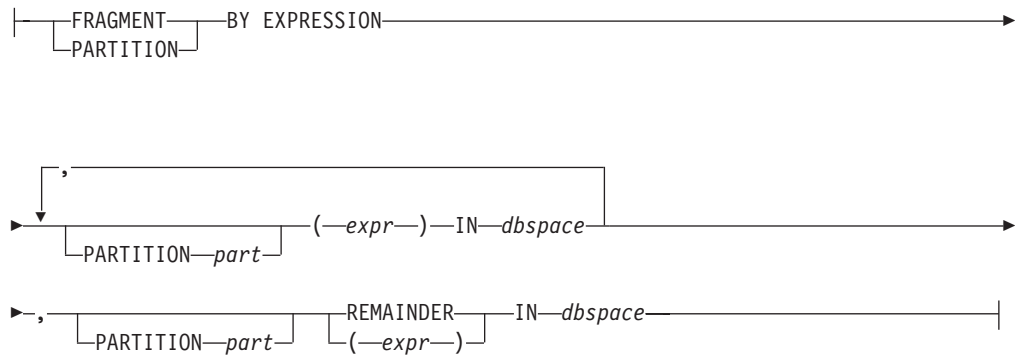 FRAGMENT BY EXPRESSION
PARTITION
,
( expr ) IN dbspace
PARTITION part
, REMAINDER IN dbspace
PARTITION part ( expr )